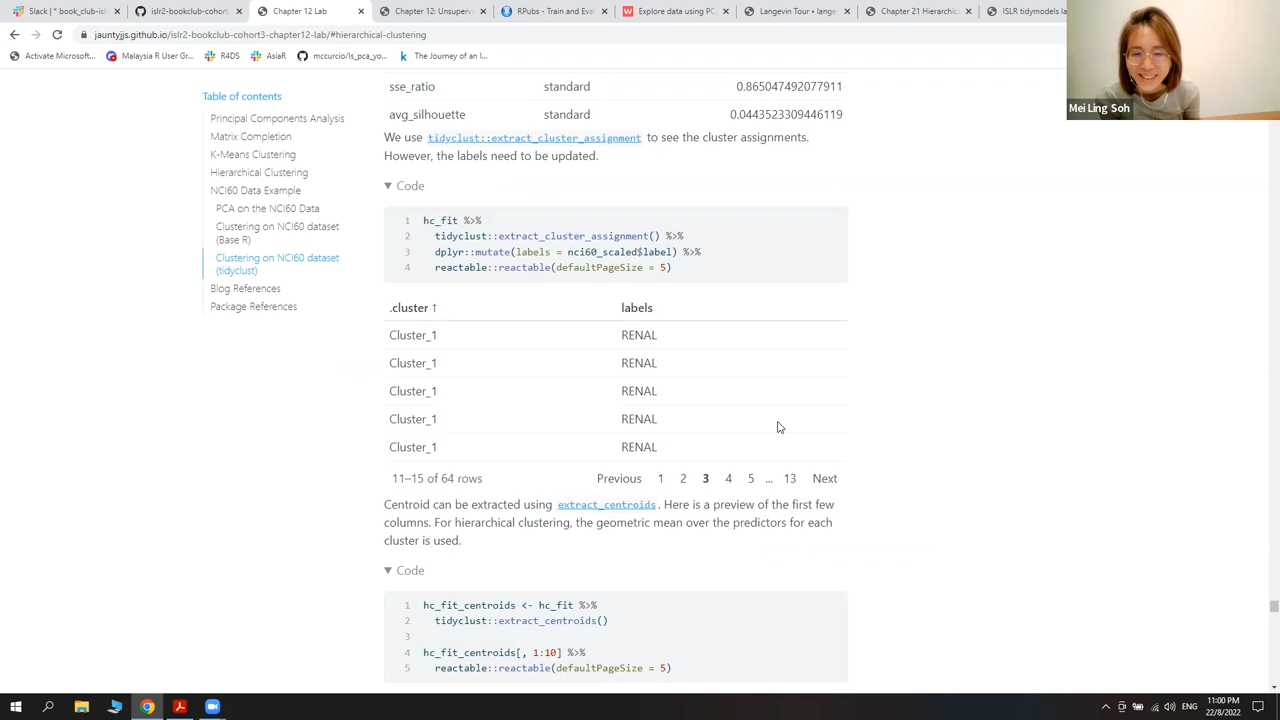 Slack | book_club-isl
islr2-bookclub-cohort
Chapter 12 Lab
Chapter 12: Unsuperv
RPubs - Train and Eval
Explore data using PC
Langevin Tour • lange
Chapter 21 Hierarchic
ISLR tidymodels la
jauntyjjs.github.io/islr2-bookclub-cohort3-chapter12-lab/#hierarchical-clustering
Activate Microsoft...
Malaysia R User Gr...
R4DS
AsiaR
mccurcio/Is_pca_yo...
The Journey of an I...
Mei Ling Soh
Table of contents
Principal Components Analysis
Matrix Completion
K-Means Clustering
Hierarchical Clustering
NCI60 Data Example
PCA on the NCI60 Data
Clustering on NCI60 dataset
(Base R)
Clustering on NCI60 dataset
(tidyclust)
Blog References
Package References
sse_ratio standard 0.865047492077911
avg_silhouette standard 0.0443523309446119
We use tidyclust::extract_cluster_assignment to see the cluster assignments.
However, the labels need to be updated.
Code
1 hc_fit %>%
2 tidyclust::extract_cluster_assignment() %>%
3 dplyr::mutate(labels = nci60_scaled$label) %>%
4 reactable::reactable(defaultPageSize = 5)
.cluster ↑ labels
Cluster_1 RENAL
Cluster_1 RENAL
Cluster_1 RENAL
Cluster_1 RENAL
Cluster_1 RENAL
11–15 of 64 rows Previous 1 2 3 4 5 ... 13 Next
Centroid can be extracted using extract_centroids. Here is a preview of the first few
columns. For hierarchical clustering, the geometric mean over the predictors for each
cluster is used.
Code
1 hc_fit_centroids <- hc_fit %>%
2 tidyclust::extract_centroids()
3
4 hc_fit_centroids[, 1:10] %>%
5 reactable::reactable(defaultPageSize = 5)
ENG
11:00 PM
22/8/2022